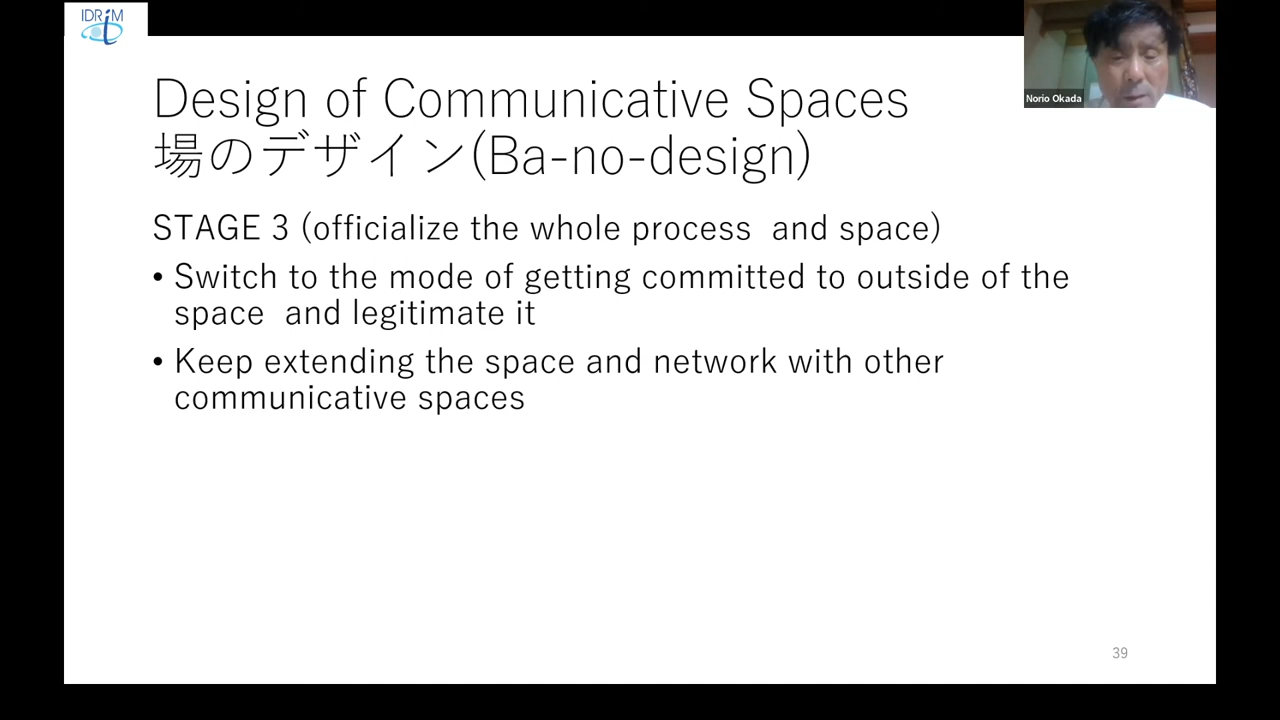 IDRiM
Norio Okada
Design of Communicative Spaces
場のデザイン(Ba-no-design)
STAGE 3 (officialize the whole process and space)
• Switch to the mode of getting committed to outside of the
space and legitimate it
• Keep extending the space and network with other
communicative spaces
39